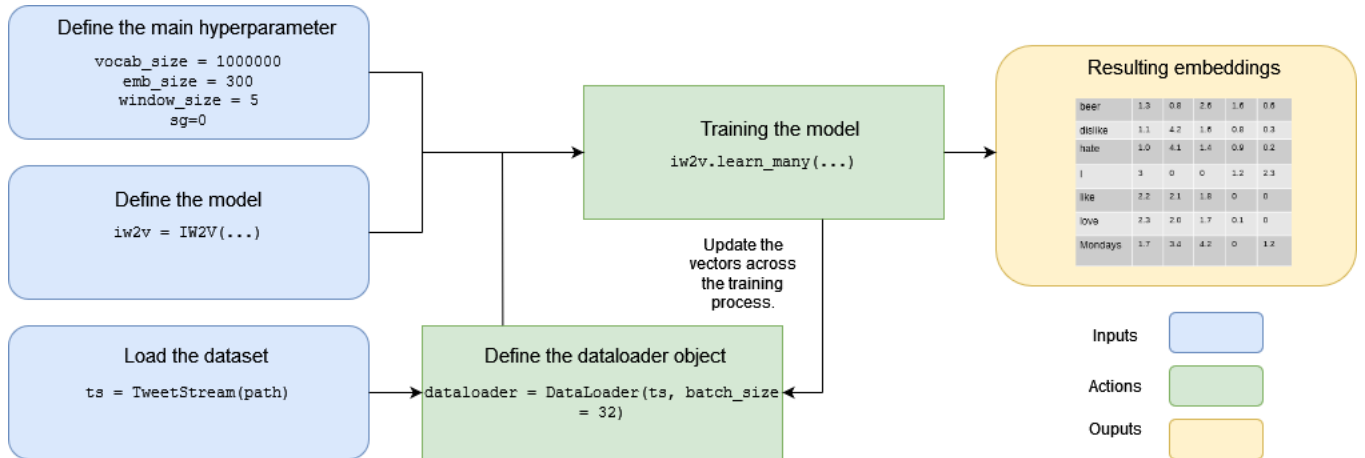 Define the main hyperparameter
vocab_size = 1000000
emb_size = 300
window_size = 5
sg=0
Define the model
iw2v = IW2V(...)
Load the dataset
ts = TweetStream(path)
Training the model
iw2v.learn_many(...)
Update the
vectors across
the training
process.
Define the dataloader object
dataloader = DataLoader(ts, batch_size
= 32)
Resulting embeddings
beer 1.3 0.8 2.6 1.6 0.6
dislike 1.1 4.2 1.6 0.8 0.3
hate 1.0 4.1 1.4 0.9 0.2
I 3 0 0 1.2 2.3
like 2.2 2.1 1.8 0 0
love 2.3 2.0 1.7 0.1 0
Mondays 1.7 3.4 4.2 0 1.2
Inputs
Actions
Ouputs